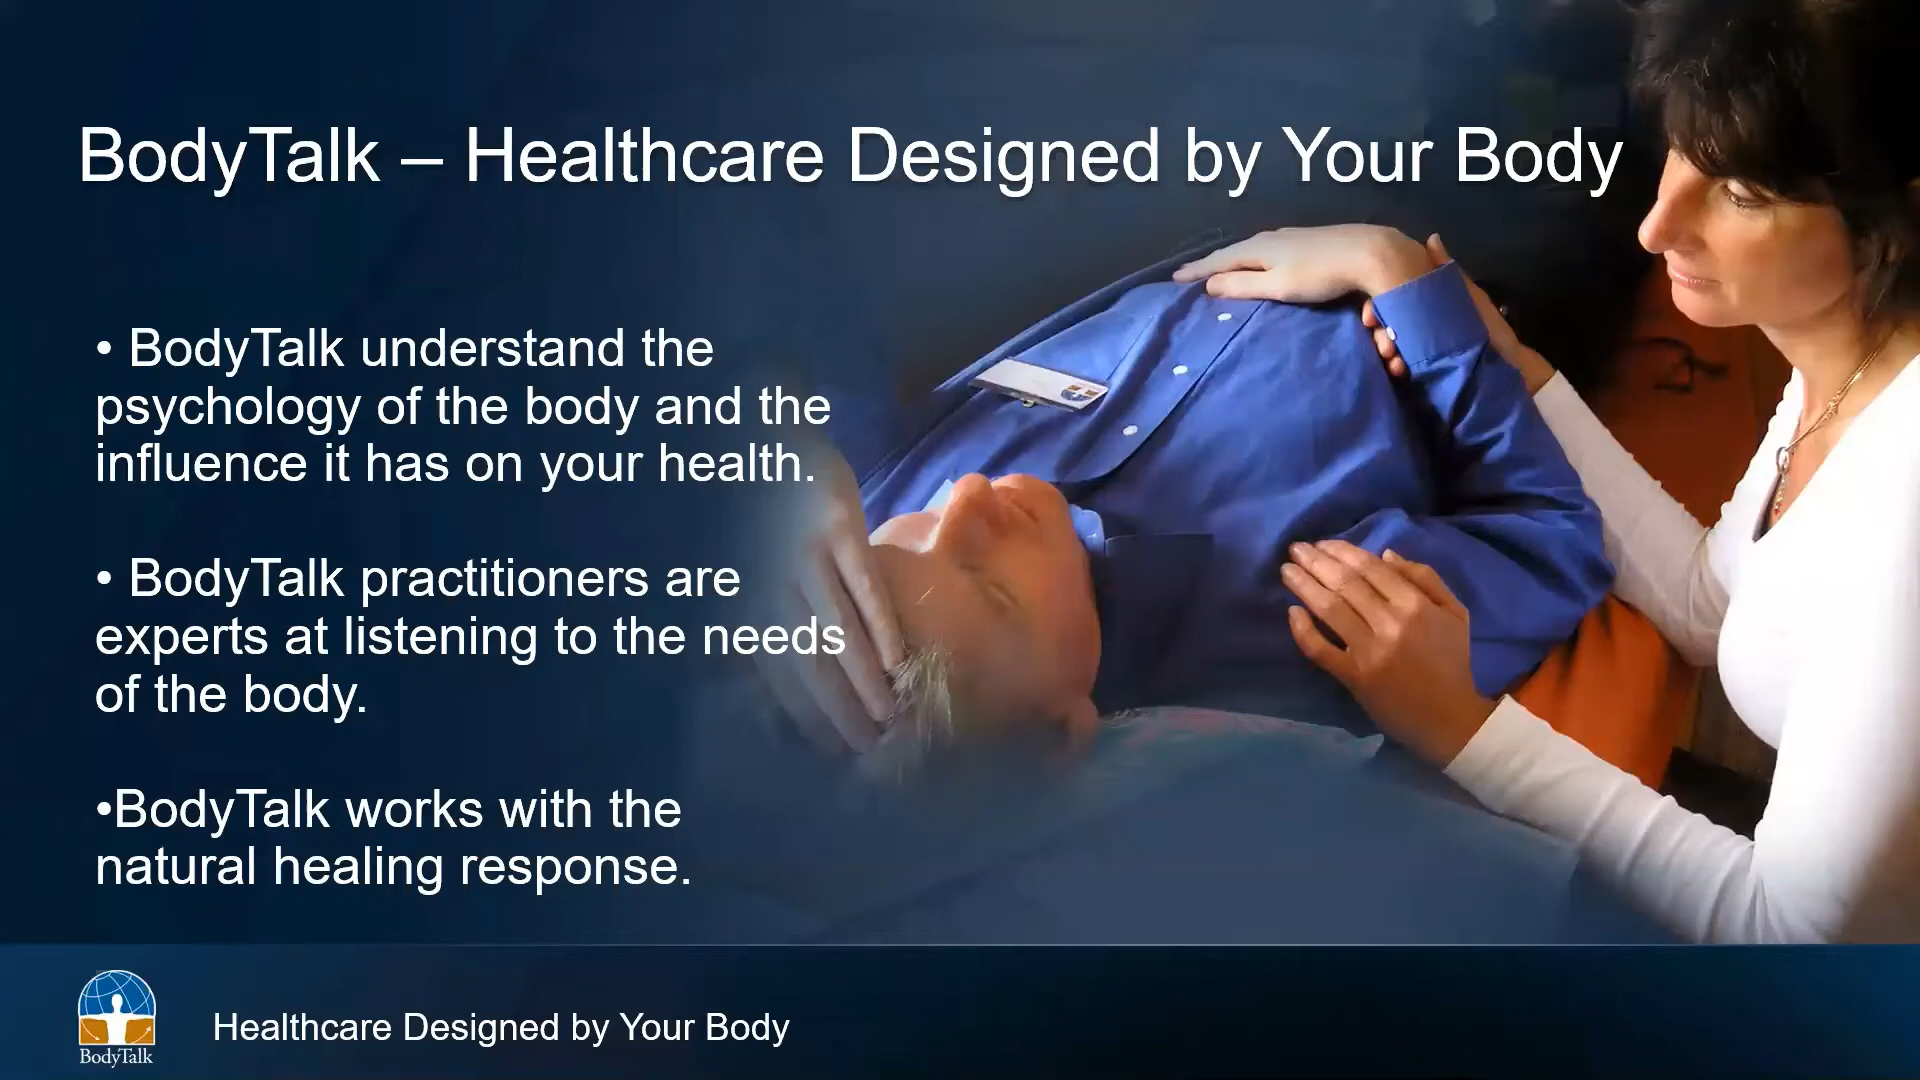 BodyTalk – Healthcare Designed by Your Body
• BodyTalk understand the
psychology of the body and the
influence it has on your health.
• BodyTalk practitioners are
experts at listening to the needs
of the body.
•BodyTalk works with the
natural healing response.
BodyTalk
Healthcare Designed by Your Body